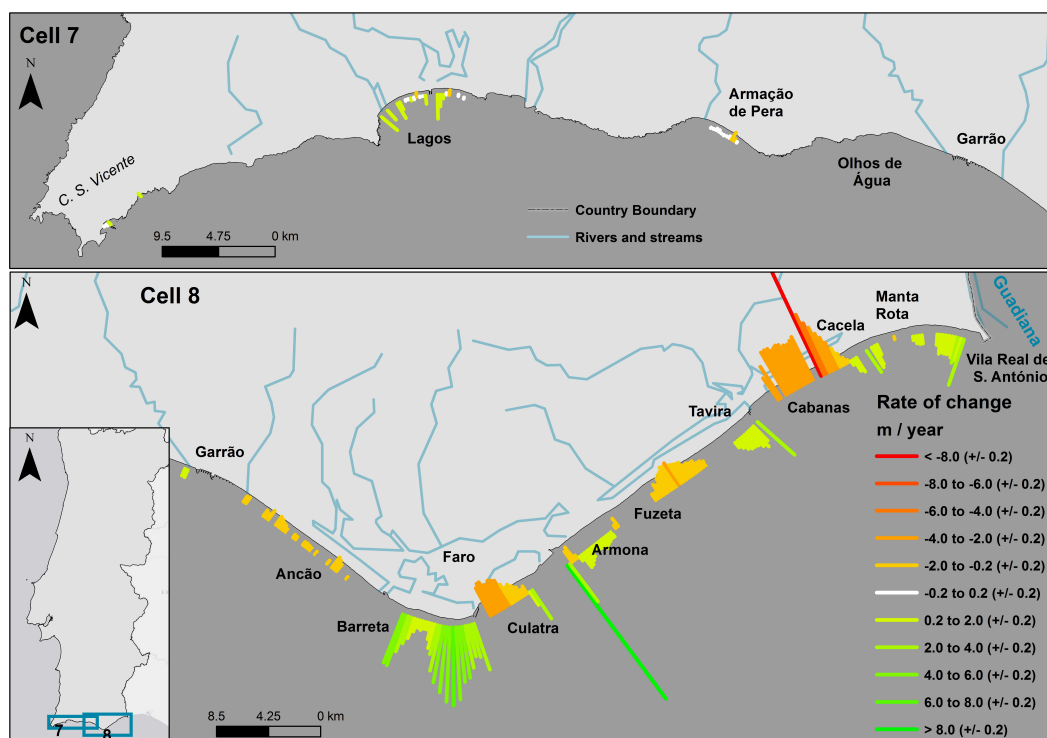 Cell 7
N
C. S. Vicente
Lagos
Armação
de Pera
Olhos de
Água
Garrão
Country Boundary
Rivers and streams
9.5 4.75 0 km
Cell 8
N
Garrão
Ancão
Faro
Barreta
Culatra
Armona
Fuzeta
Tavira
Cabanas
Cacela
Manta
Rota
Guadiana
Vila Real de
S. António
Rate of change
m / year
< -8.0 (+/- 0.2)
-8.0 to -6.0 (+/- 0.2)
-6.0 to -4.0 (+/- 0.2)
-4.0 to -2.0 (+/- 0.2)
-2.0 to -0.2 (+/- 0.2)
-0.2 to 0.2 (+/- 0.2)
0.2 to 2.0 (+/- 0.2)
2.0 to 4.0 (+/- 0.2)
4.0 to 6.0 (+/- 0.2)
6.0 to 8.0 (+/- 0.2)
> 8.0 (+/- 0.2)
8.5 4.25 0 km
N
7 8